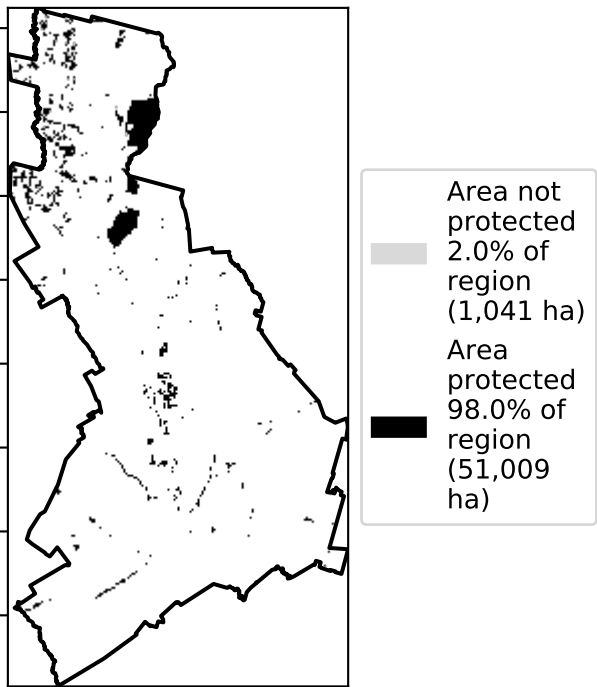 Area not
protected
2.0% of
region
(1,041 ha)
Area
protected
98.0% of
region
(51,009
ha)